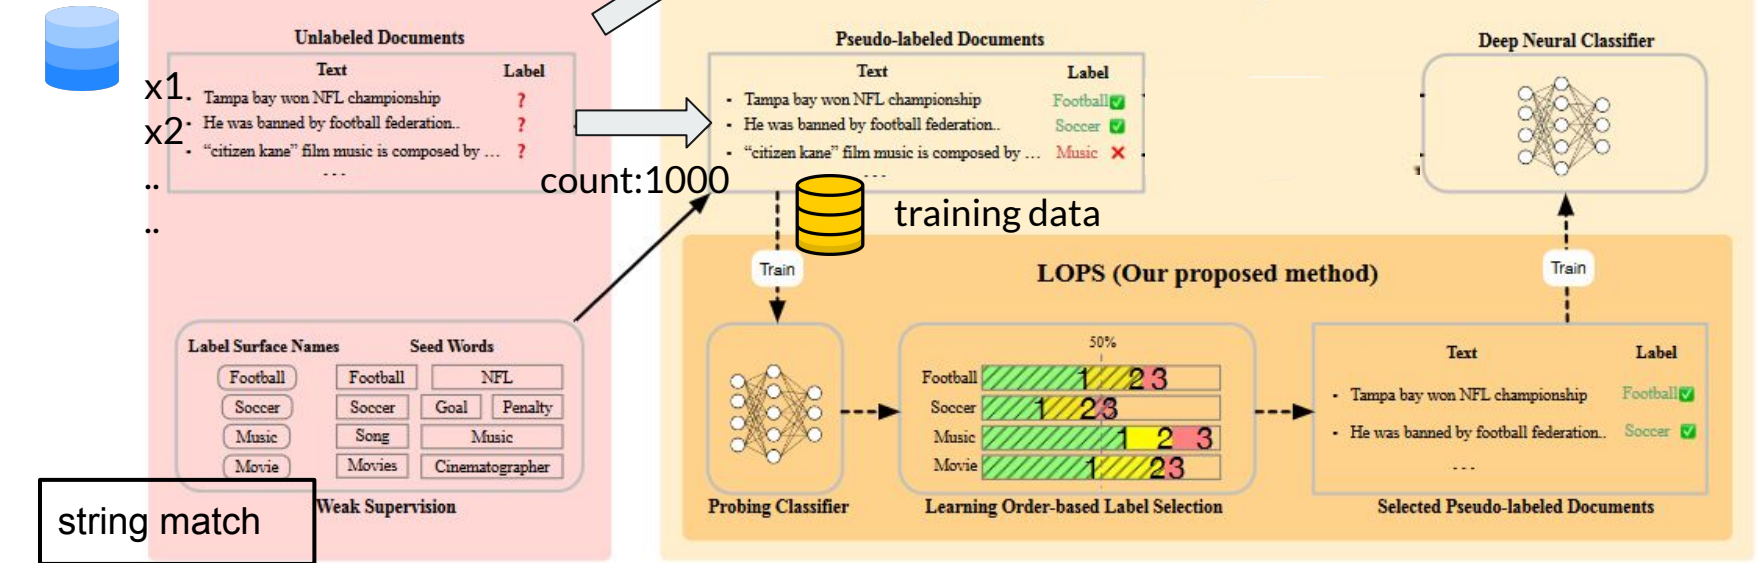 Unlabeled Documents
Text Label
x1. Tampa bay won NFL championship ?
x2 He was banned by football federation.. ?
"citizen kane" film music is composed by ... ?
- - -
..
..
count:1000
Pseudo-labeled Documents
Text Label
Tampa bay won NFL championship Football
He was banned by football federation.. Soccer
"citizen kane" film music is composed by ... Music
- - -
training data
Deep Neural Classifier
Train
LOPS (Our proposed method)
Train
Label Surface Names Seed Words
Football Football NFL
Soccer Soccer Goal Penalty
Music Song Music
Movie Movies Cinematographer
Weak Supervision
string match
50%
Football 1 2 3
Soccer 1 2 3
Music 1 2 3
Movie 1 2 3
Probing Classifier
Learning Order-based Label Selection
Text Label
Tampa bay won NFL championship Football
He was banned by football federation.. Soccer
- - -
Selected Pseudo-labeled Documents